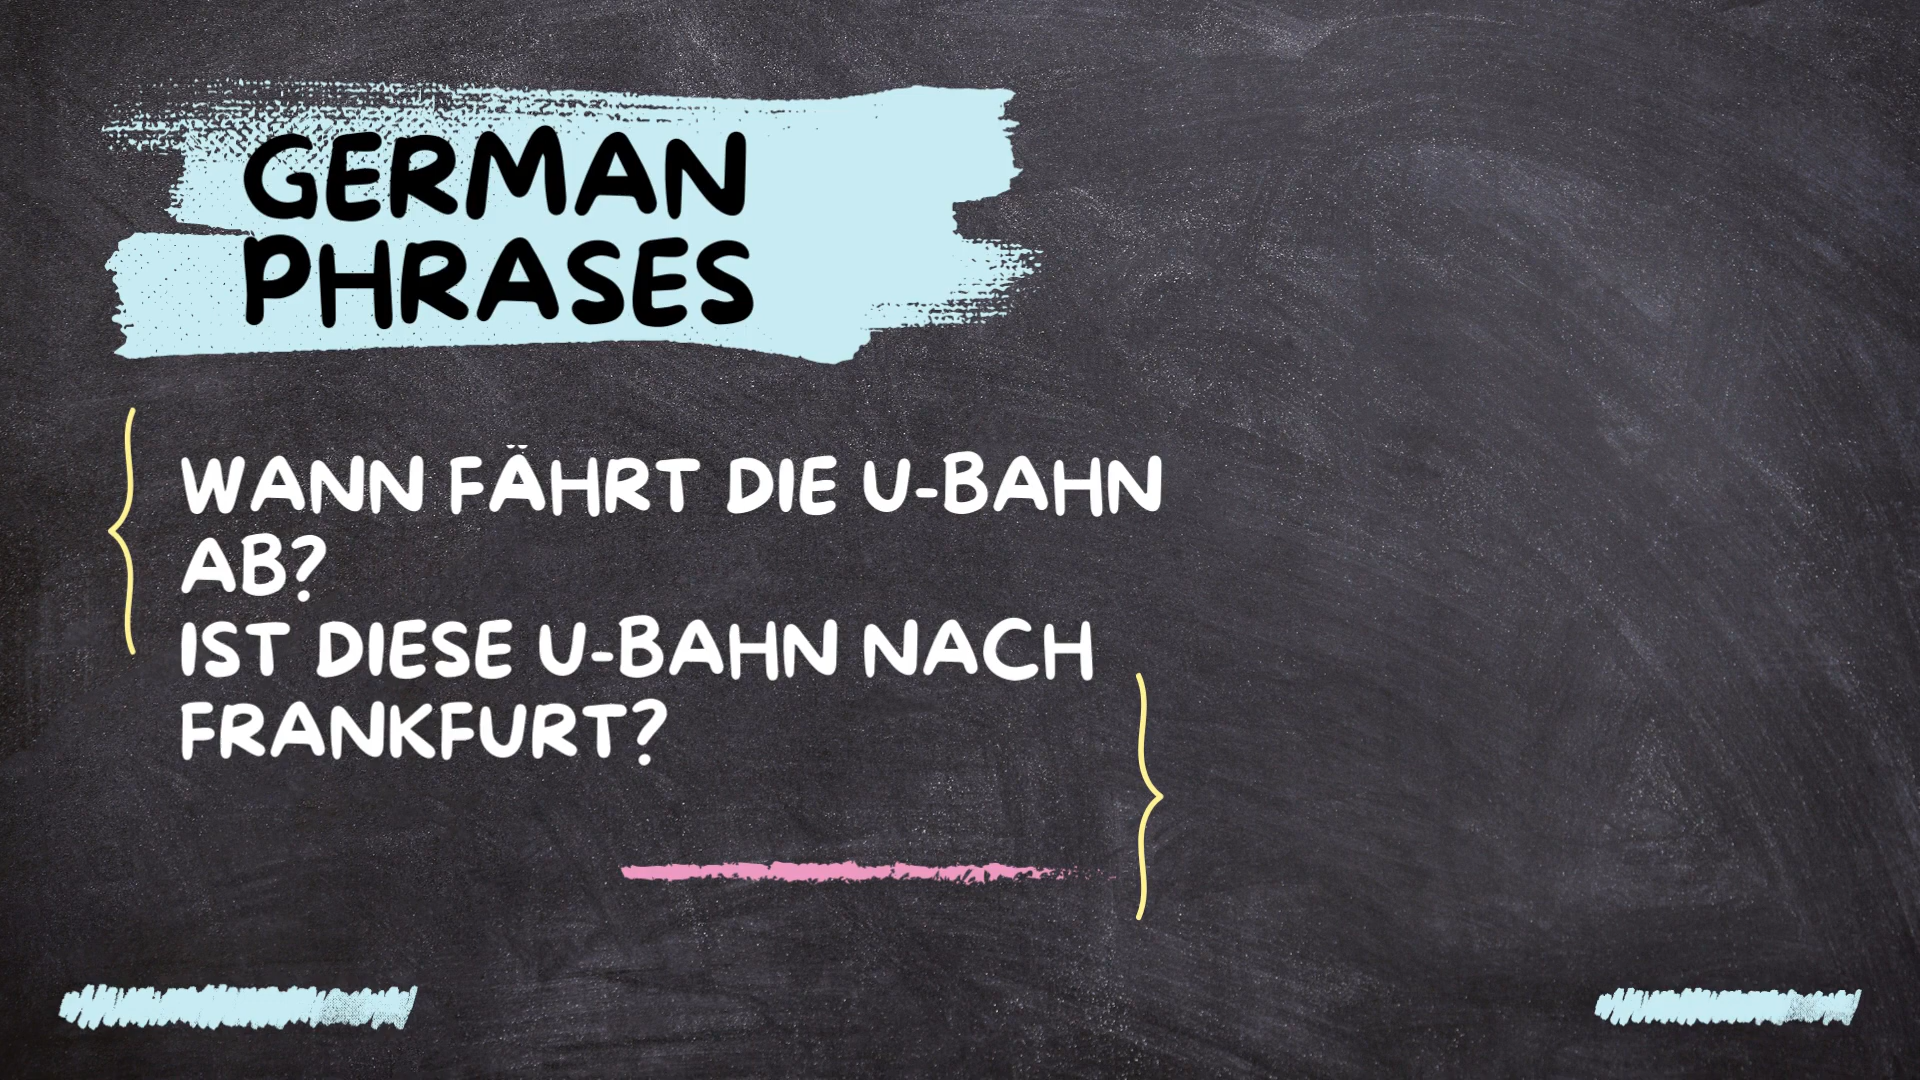 GERMAN
PHRASES
WANN FÄHRT DIE U-BAHN
AB?
IST DIESE U-BAHN NACH
FRANKFURT?